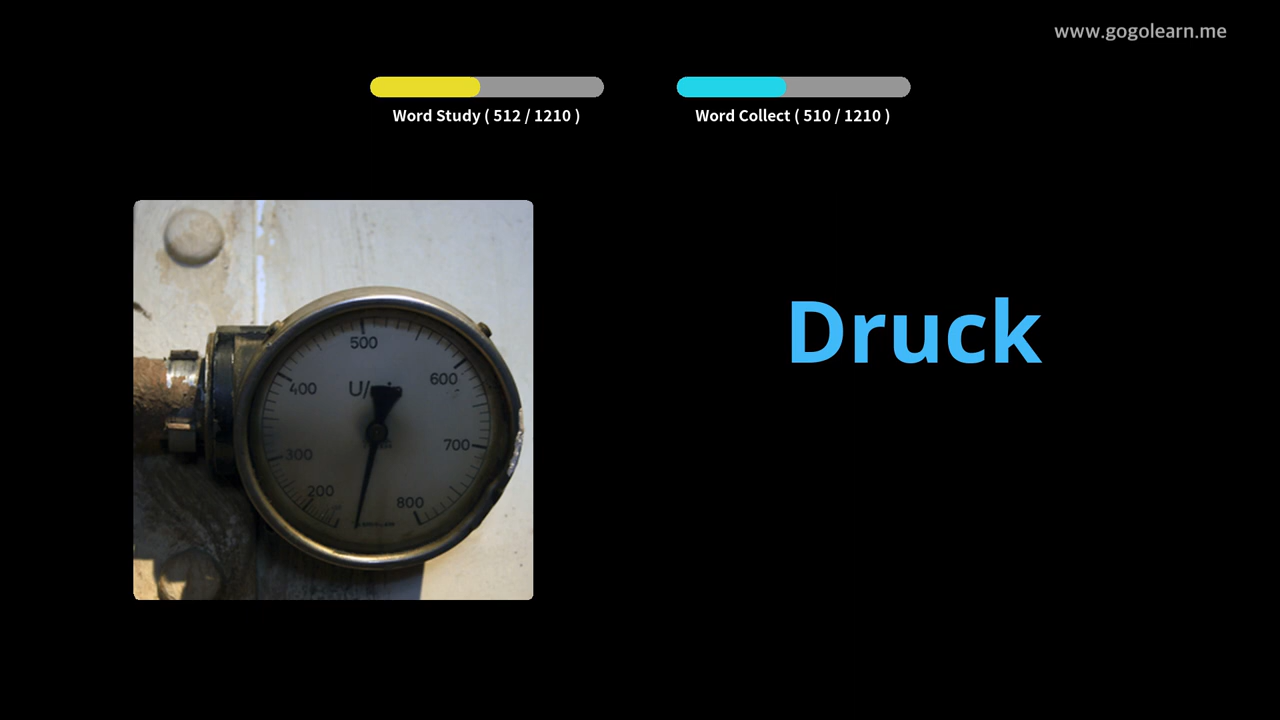 www.gogolearn.me
Word Study ( 512 / 1210 )
Word Collect ( 510 / 1210 )
Druck
500
400
600
300
700
200
800